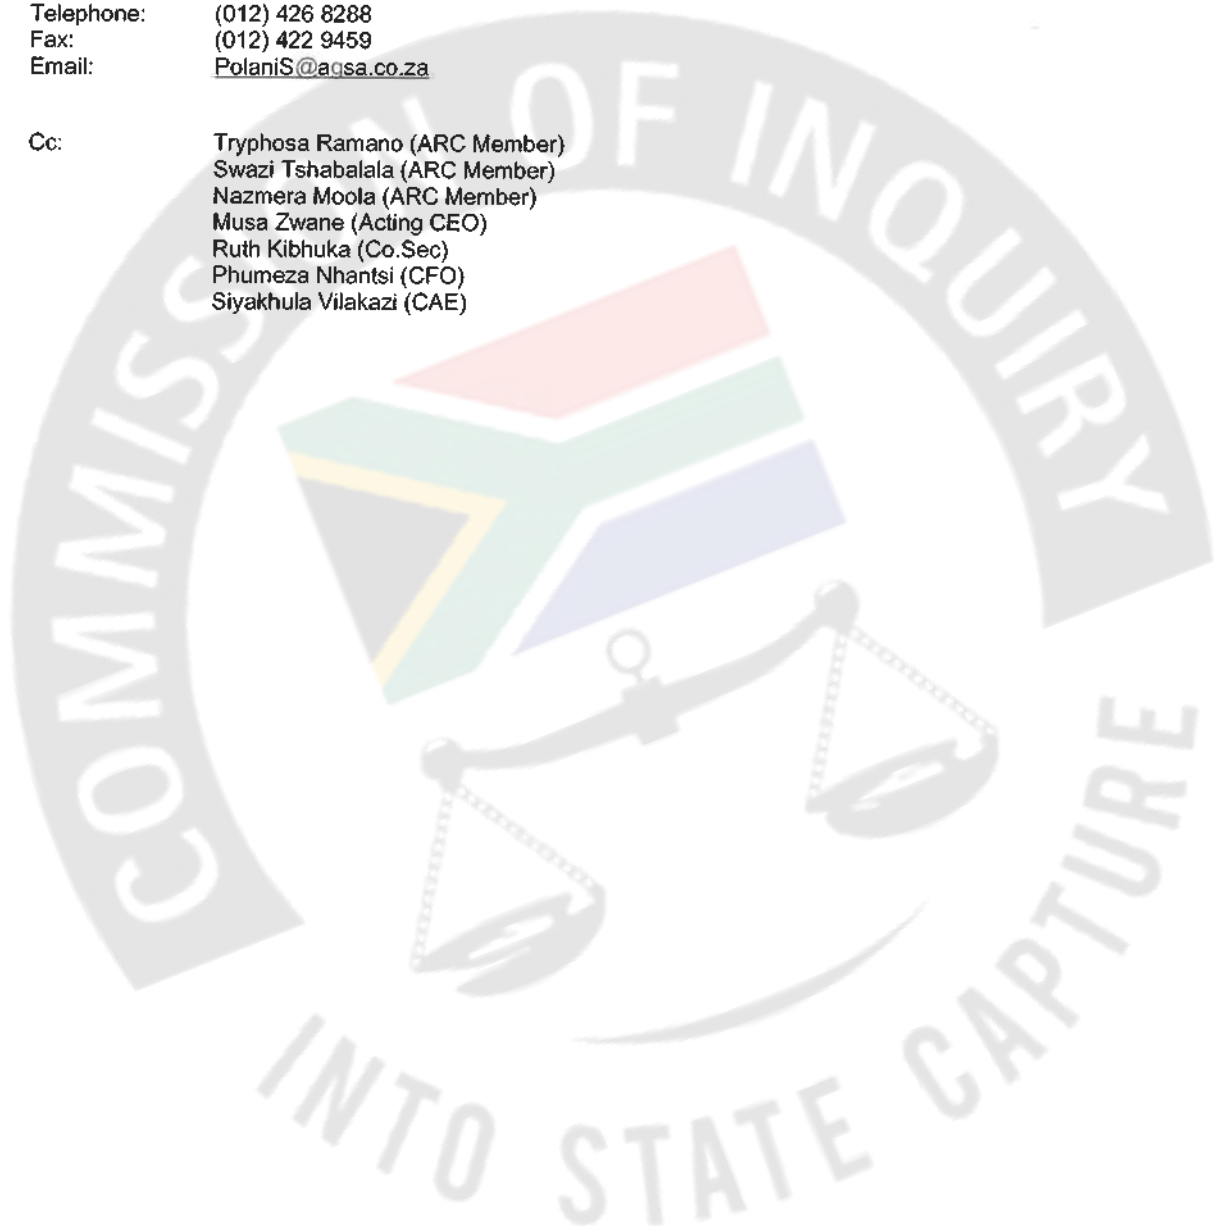 Telephone: (012) 426 8288
Fax: (012) 422 9459
Email: PolaniS@agsa.co.za
Cc: Tryphosa Ramano (ARC Member)
Swazi Tshabalala (ARC Member)
Nazmera Moola (ARC Member)
Musa Zwane (Acting CEO)
Ruth Kibhuka (Co.Sec)
Phumeza Nhantsi (CFO)
Siyakhula Vilakazi (CAE)
COMMISSION OF INQUIRY
INTO STATE CAPTURE